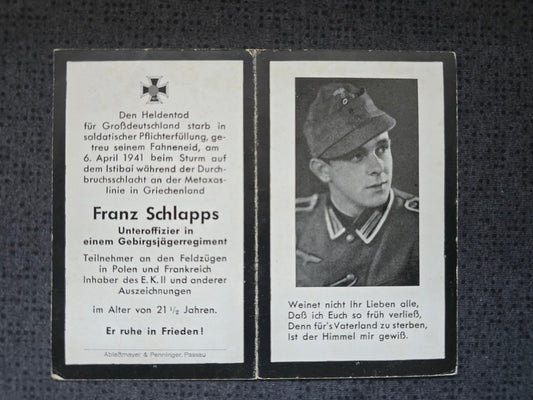 Den Heldentod
für Großdeutschland starb in
soldatischer Pflichterfüllung, ge-
treu seinem Fahneneid, am
6. April 1941 beim Sturm auf
dem Istibai während der Durch-
bruchsschlacht an der Metaxas-
linie in Griechenland
Franz Schlapps
Unteroffizier in
einem Gebirgsjägerregiment
Teilnehmer an den Feldzügen
in Polen und Frankreich
Inhaber des E.K.II und anderer
Auszeichnungen
im Alter von 21 1/2 Jahren.
Er ruhe in Frieden!
Ableßmayer & Penninger, Passau
Weinet nicht Ihr Lieben alle,
Daß ich Euch so früh verließ,
Denn für's Vaterland zu sterben,
Ist der Himmel mir gewiß.